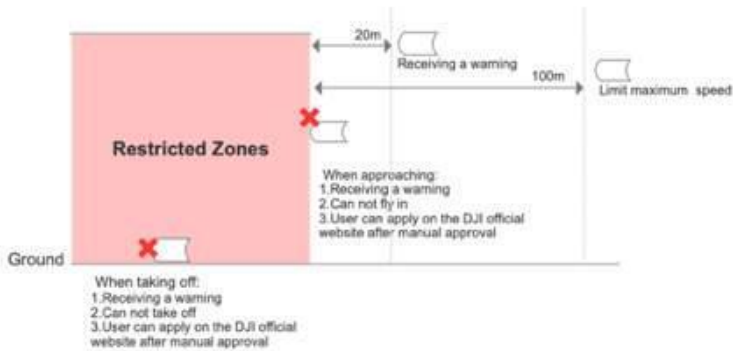 20m
Receiving a warning
100m
Limit maximum speed
Restricted Zones
When approaching:
1.Receiving a warning
2.Can not fly in
3.User can apply on the DJI official
website after manual approval
Ground
When taking off:
1.Receiving a warning
2.Can not take off
3.User can apply on the DJI official
website after manual approval